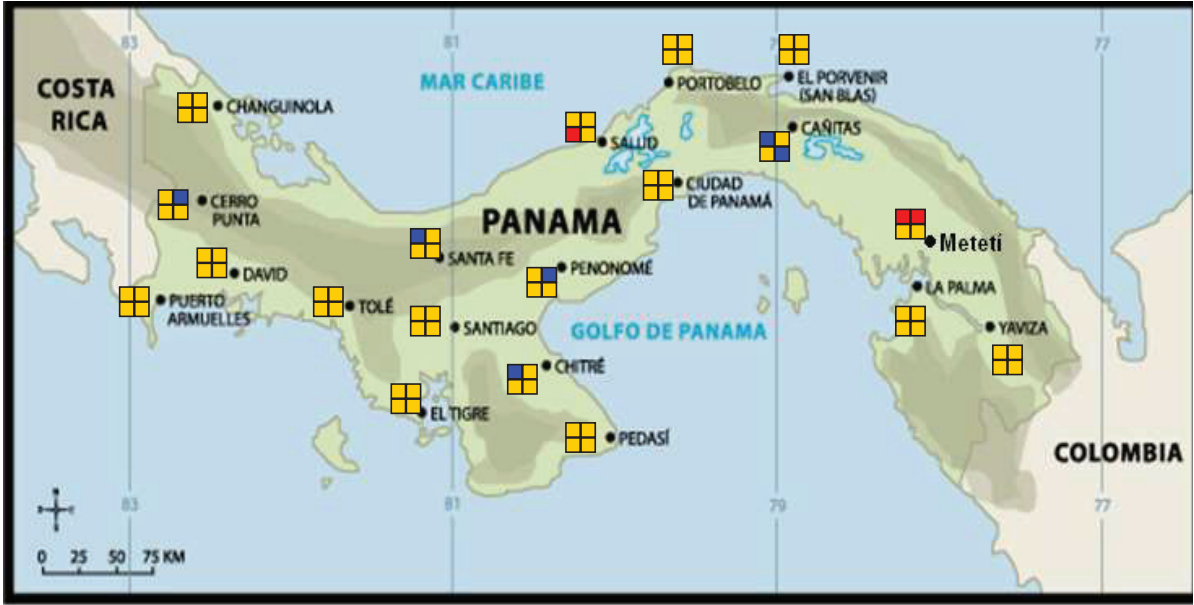 83
81
79
77
COSTA
RICA
MAR CARIBE
PORTOBELO
EL PORVENIR
(SAN BLAS)
CHANGUINOLA
SALUD
CAÑITAS
CERRO
PUNTA
CIUDAD
DE PANAMÁ
PANAMA
Metetí
SANTA FE
PENONOMÉ
DAVID
LA PALMA
PUERTO
ARMUELLES
TOLÉ
SANTIAGO
GOLFO DE PANAMA
YAVIZA
CHITRÉ
EL TIGRE
PEDASÍ
COLOMBIA
83
81
79
77
0 25 50 75 KM